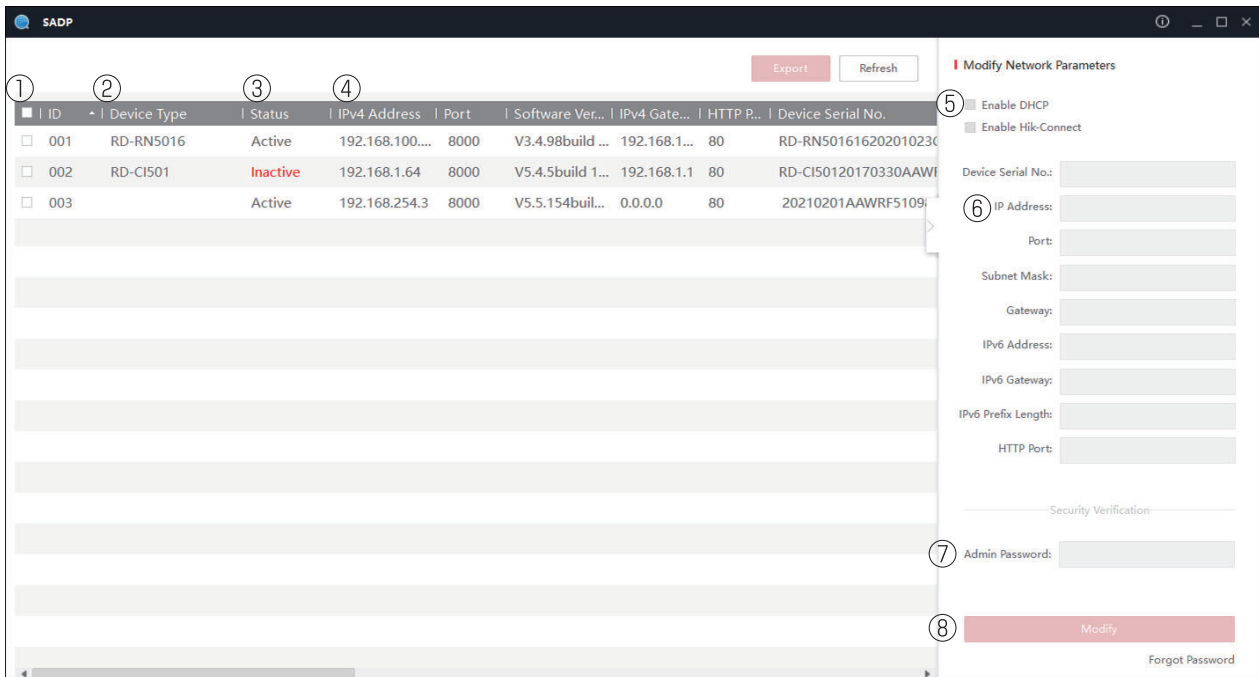 SADP
Export Refresh
① ② ③ ④
ID Device Type Status IPv4 Address Port Software Ver... IPv4 Gate... HTTP P... Device Serial No.
001 RD-RN5016 Active 192.168.100.... 8000 V3.4.98build ... 192.168.1... 80 RD-RN50161620201023
002 RD-CI501 Inactive 192.168.1.64 8000 V5.4.5build 1... 192.168.1.1 80 RD-CI50120170330AAW
003 Active 192.168.254.3 8000 V5.5.154buil... 0.0.0.0 80 20210201AAWRF5109
Modify Network Parameters
⑤ Enable DHCP
Enable Hik-Connect
Device Serial No.:
⑥ IP Address:
Port:
Subnet Mask:
Gateway:
IPv6 Address:
IPv6 Gateway:
IPv6 Prefix Length:
HTTP Port:
Security Verification
⑦ Admin Password:
⑧ Modify
Forgot Password